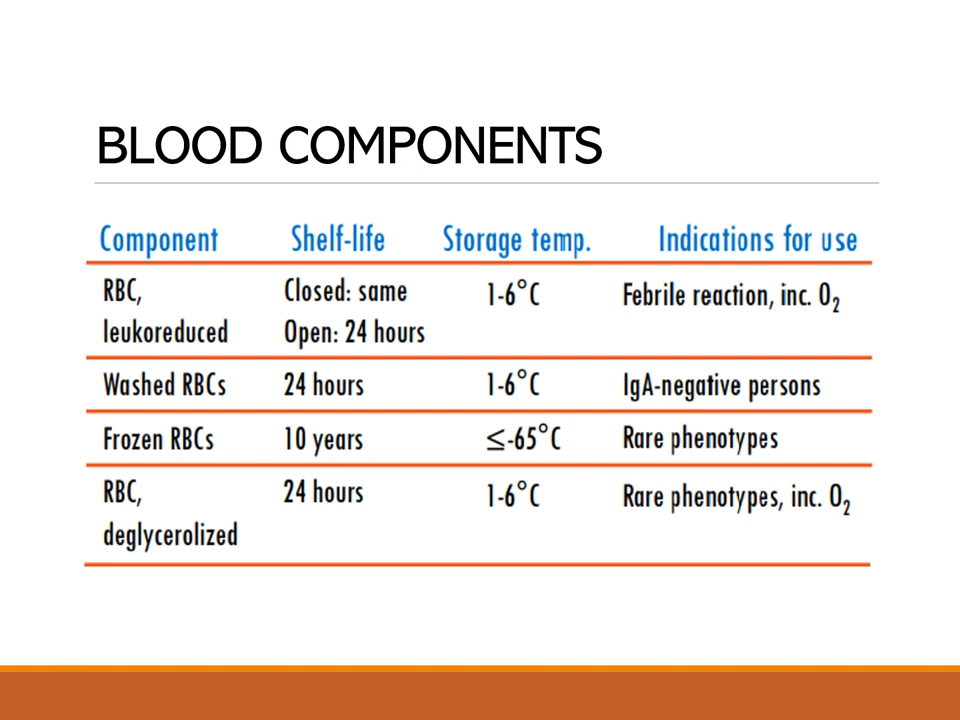 BLOOD COMPONENTS
Component Shelf-life Storage temp. Indications for use
RBC, Closed: same 1-6°C Febrile reaction, inc. O₂
leukoreduced Open: 24 hours
Washed RBCs 24 hours 1-6°C IgA-negative persons
Frozen RBCs 10 years ≤-65°C Rare phenotypes
RBC, 24 hours 1-6°C Rare phenotypes, inc. O₂
deglycerolized